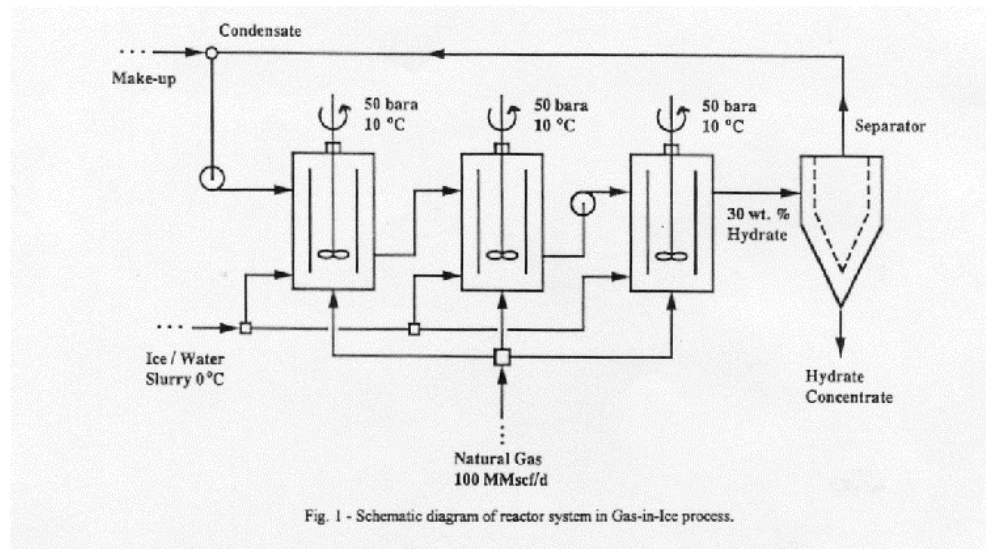 Condensate
Make-up
50 bara
10 °C
50 bara
10 °C
50 bara
10 °C
Separator
30 wt. %
Hydrate
Ice / Water
Slurry 0°C
Hydrate
Concentrate
Natural Gas
100 MMscf/d
Fig. 1 - Schematic diagram of reactor system in Gas-in-Ice process.